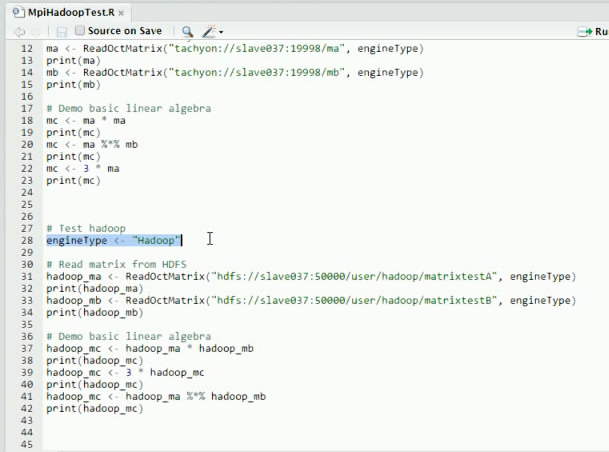 MpiHadoopTest.R ×
Source on Save
Ru
12 ma <- ReadOctMatrix("tachyon://slave037:19998/ma", engineType)
13 print(ma)
14 mb <- ReadOctMatrix("tachyon://slave037:19998/mb", engineType)
15 print(mb)
16
17 # Demo basic linear algebra
18 mc <- ma * ma
19 print(mc)
20 mc <- ma %*% mb
21 print(mc)
22 mc <- 3 * ma
23 print(mc)
24
25
26
27 # Test hadoop
28 engineType <- "Hadoop"
29
30 # Read matrix from HDFS
31 hadoop_ma <- ReadOctMatrix("hdfs://slave037:50000/user/hadoop/matrixtestA", engineType)
32 print(hadoop_ma)
33 hadoop_mb <- ReadOctMatrix("hdfs://slave037:50000/user/hadoop/matrixtestB", engineType)
34 print(hadoop_mb)
35
36 # Demo basic linear algebra
37 hadoop_mc <- hadoop_ma * hadoop_mb
38 print(hadoop_mc)
39 hadoop_mc <- 3 * hadoop_mc
40 print(hadoop_mc)
41 hadoop_mc <- hadoop_ma %*% hadoop_mb
42 print(hadoop_mc)
43
44
45